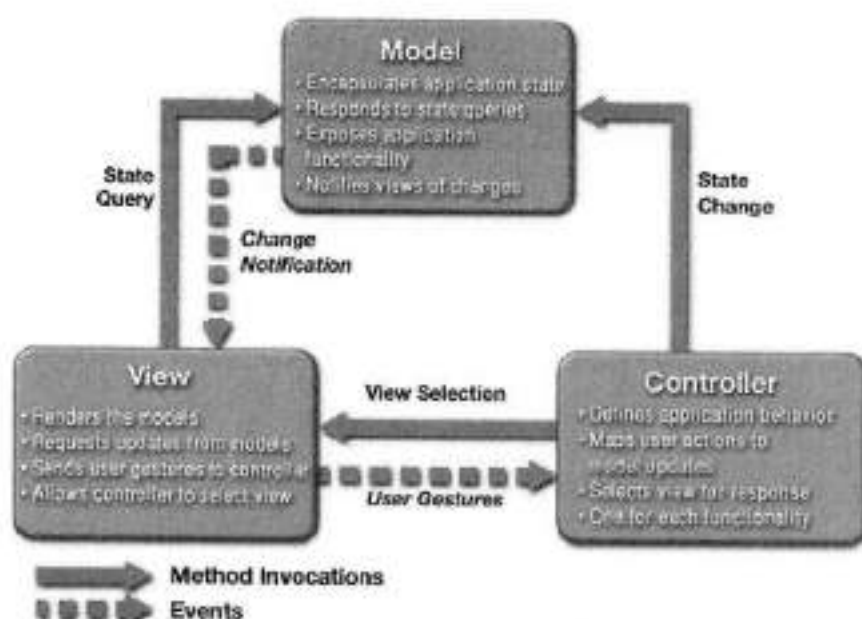 Model
• Encapsulates application state
• Responds to state queries
• Exposes application
functionality
• Notifies views of changes
State
Query
State
Change
Change
Notification
View
• Renders the models
• Requests updates from models
• Sends user gestures to controller
• Allows controller to select view
View Selection
User Gestures
Controller
• Defines application behavior
• Maps user actions to
model updates
• Selects view for response
• One for each functionality
Method Invocations
Events